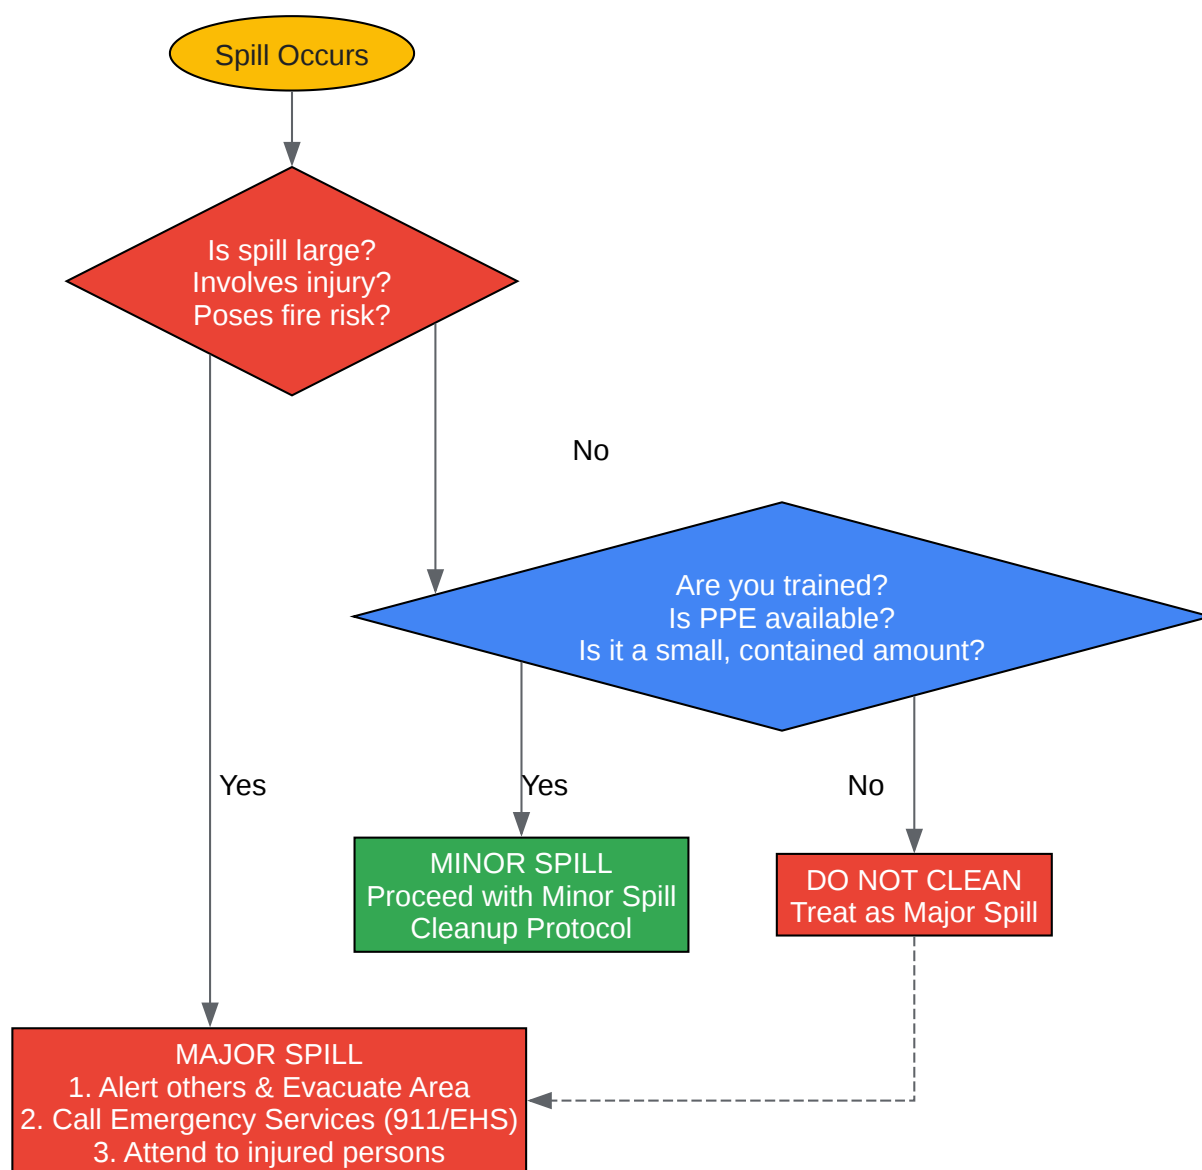 Spill Occurs
Is spill large?
Involves injury?
Poses fire risk?
No
Are you trained?
Is PPE available?
Is it a small, contained amount?
Yes
Yes
No
MINOR SPILL
Proceed with Minor Spill
Cleanup Protocol
DO NOT CLEAN
Treat as Major Spill
MAJOR SPILL
1. Alert others & Evacuate Area
2. Call Emergency Services (911/EHS)
3. Attend to injured persons